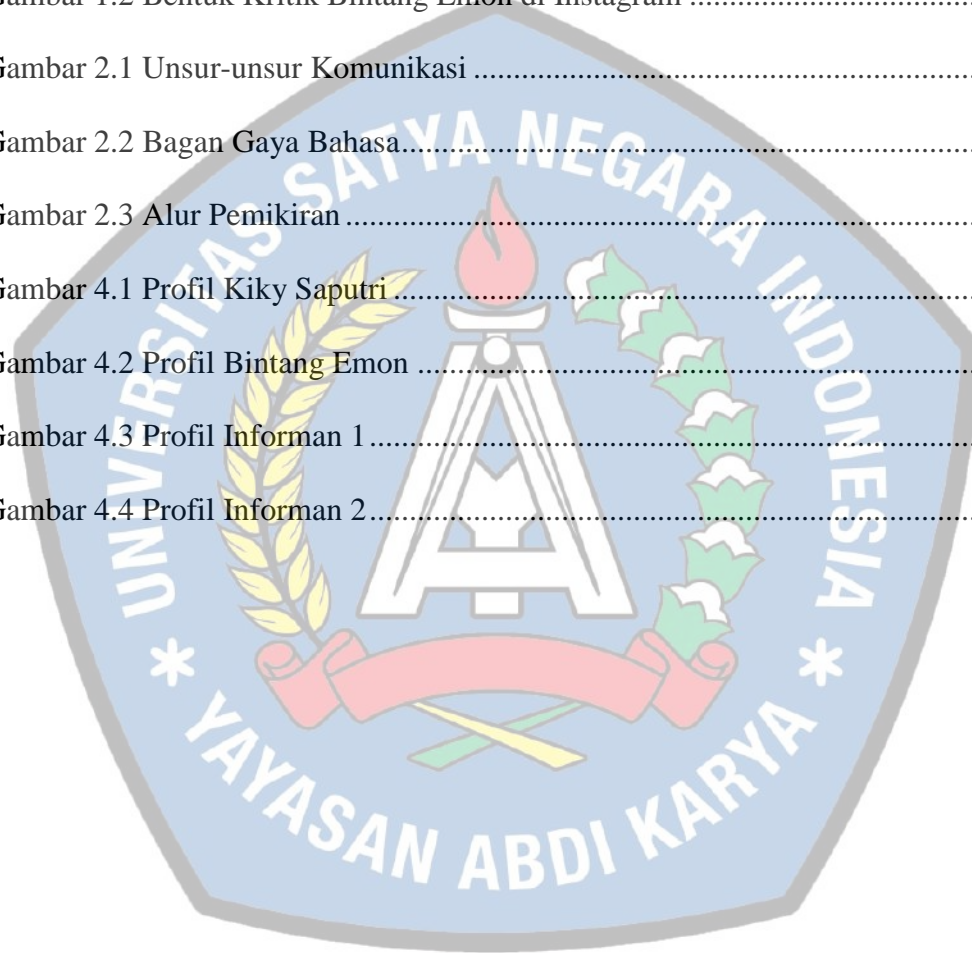 Gambar 1.2 Bentuk Kritik Bintang Emon di Instagram ........................................
Gambar 2.1 Unsur-unsur Komunikasi ....................................................................
Gambar 2.2 Bagan Gaya Bahasa..............................................................................
Gambar 2.3 Alur Pemikiran .....................................................................................
Gambar 4.1 Profil Kiky Saputri ...............................................................................
Gambar 4.2 Profil Bintang Emon ............................................................................
Gambar 4.3 Profil Informan 1..................................................................................
Gambar 4.4 Profil Informan 2..................................................................................
UNIVERSITAS SATYA NEGARA INDONESIA
* YAYASAN ABDI KARYA *